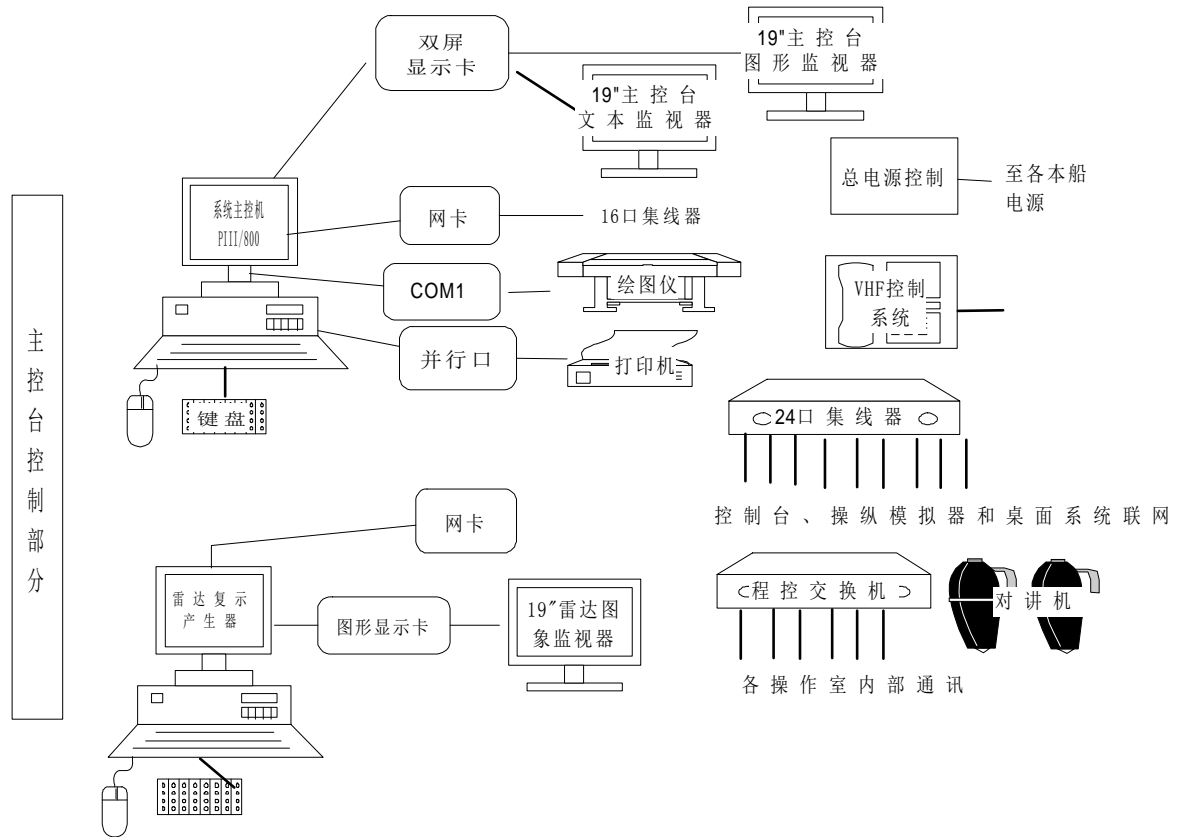 双屏
显示卡
19"主控台
图形监视器
19"主控台
文本监视器
总电源控制
至各本船
电源
系统主控机
PIII/800
网卡
16口集线器
COM1
绘图仪
VHF控制
系统
并行口
打印机
键盘
24口集线器
控制台、操纵模拟器和桌面系统联网
主控台控制部分
网卡
雷达复示
产生器
图形显示卡
19"雷达图
象监视器
程控交换机
对讲机
各操作室内部通讯